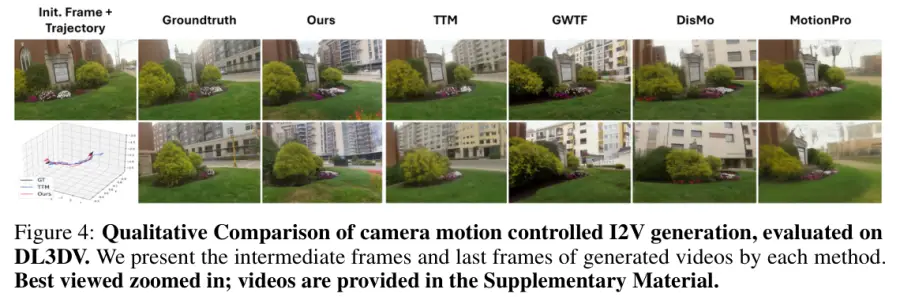 Init. Frame +
Trajectory
Groundtruth
Ours
TTM
GWTF
DisMo
MotionPro
GT
TTM
Ours
Figure 4: Qualitative Comparison of camera motion controlled I2V generation, evaluated on
DL3DV. We present the intermediate frames and last frames of generated videos by each method.
Best viewed zoomed in; videos are provided in the Supplementary Material.